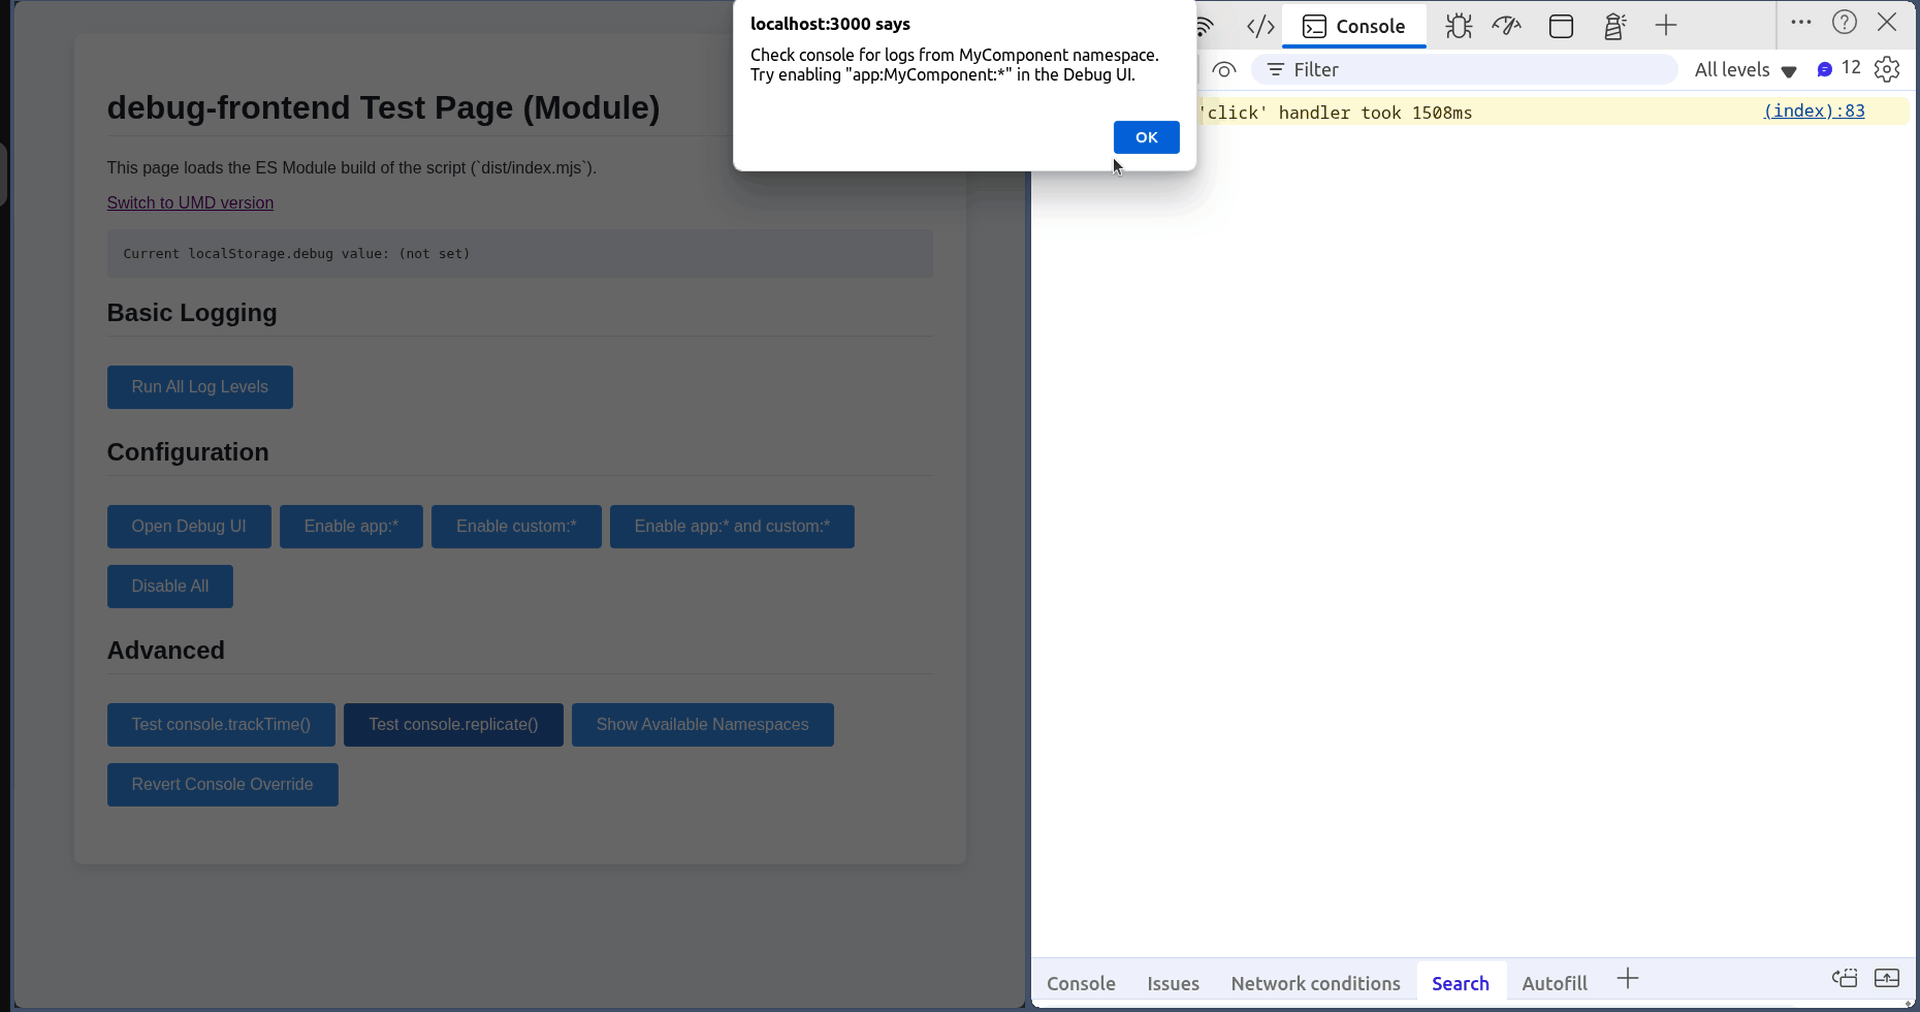 localhost:3000 says
Check console for logs from MyComponent namespace.
Try enabling "app:MyComponent:*" in the Debug UI.
OK
debug-frontend Test Page (Module)
This page loads the ES Module build of the script (`dist/index.mjs`).
Switch to UMD version
Current localStorage.debug value: (not set)
Basic Logging
Run All Log Levels
Configuration
Open Debug UI Enable app:* Enable custom:* Enable app:* and custom:*
Disable All
Advanced
Test console.trackTime() Test console.replicate() Show Available Namespaces
Revert Console Override
Console
Filter All levels 12
'click' handler took 1508ms (index):83
Console Issues Network conditions Search Autofill